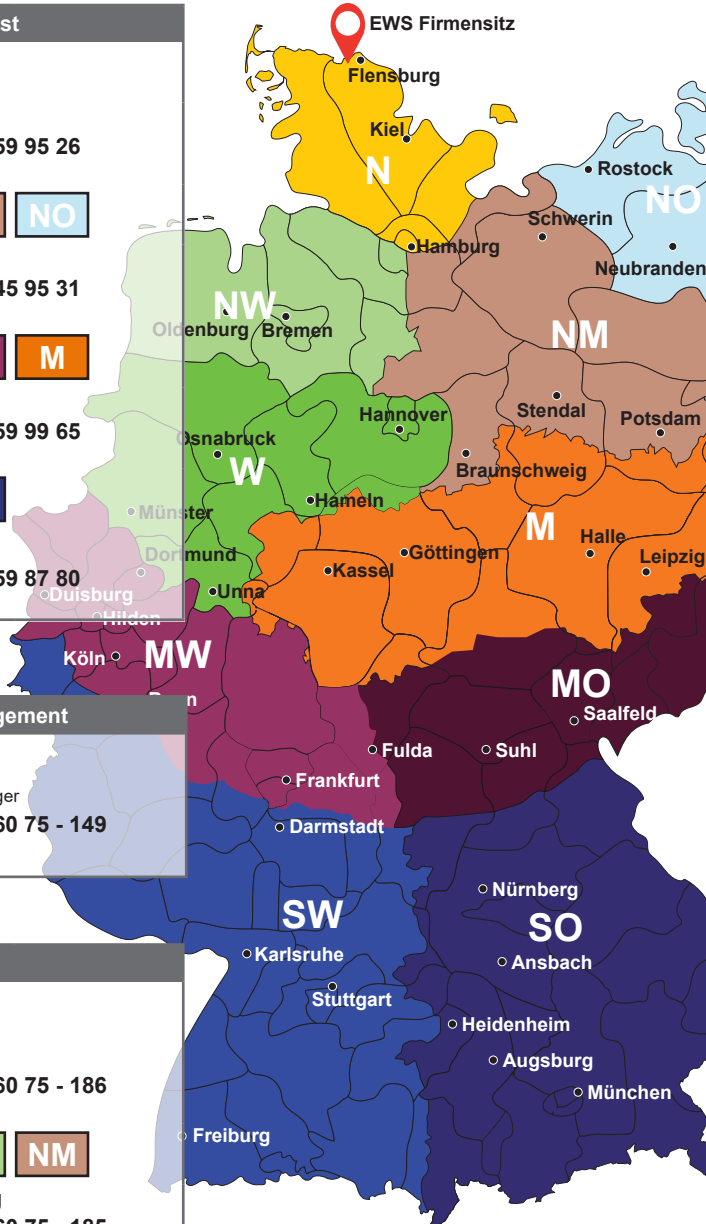 st
59 95 26
NO
45 95 31
M
59 99 65
59 87 80
gement
ger
60 75 - 149
60 75 - 186
NM
EWS Firmensitz
Flensburg
Kiel
N
Rostock
NO
Schwerin
Hamburg
Neubranden
NW
Oldenburg
Bremen
NM
Hannover
Stendal
Potsdam
Osnabruck
W
Braunschweig
Hameln
Münster
M
Halle
Dortmund
Göttingen
Kassel
Leipzig
Duisburg
Unna
Hilden
Köln
MW
MO
Saalfeld
Fulda
Suhl
Frankfurt
Darmstadt
Nürnberg
SW
SO
Karlsruhe
Ansbach
Stuttgart
Heidenheim
Augsburg
München
Freiburg